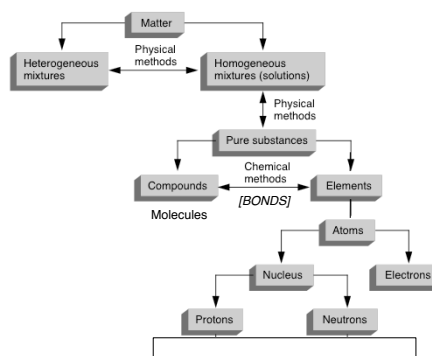 Matter
Physical
methods
Heterogeneous
mixtures
Homogeneous
mixtures (solutions)
Physical
methods
Pure substances
Chemical
methods
Compounds
Elements
[BONDS]
Molecules
Atoms
Nucleus
Electrons
Protons
Neutrons